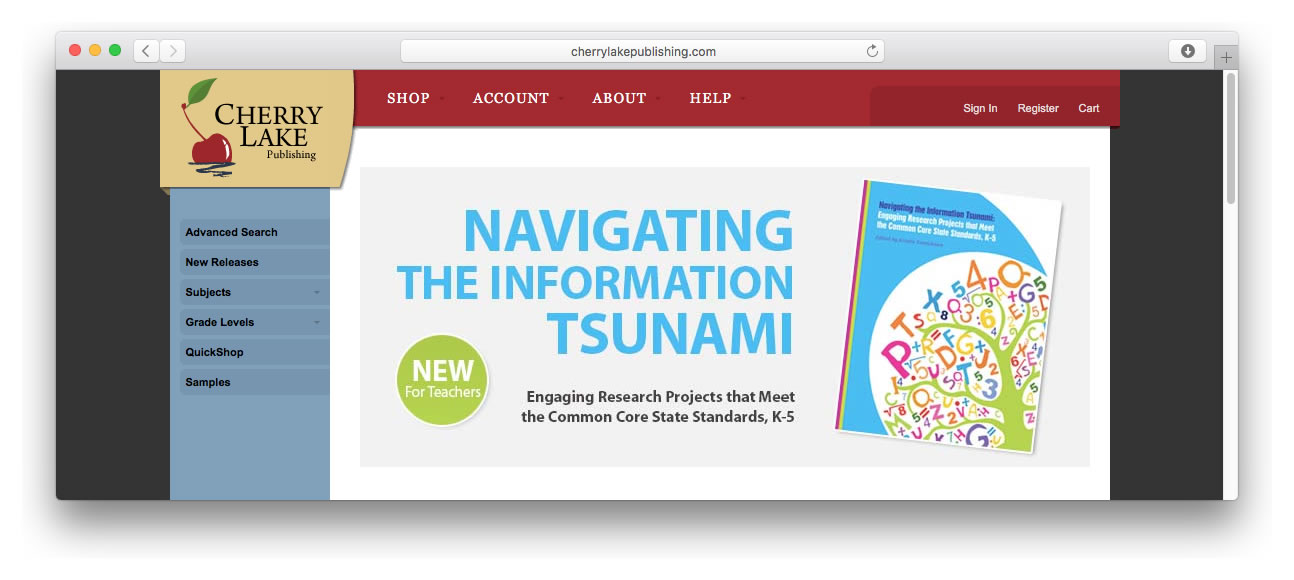 cherrylakepublishing.com
CHERRY
LAKE
Publishing
SHOP ACCOUNT ABOUT HELP
Sign In Register Cart
Advanced Search
New Releases
Subjects
Grade Levels
QuickShop
Samples
NAVIGATING
THE INFORMATION
TSUNAMI
NEW
For Teachers
Engaging Research Projects that Meet
the Common Core State Standards, K-5
Navigating the Information Tsunami:
Engaging Research Projects that Meet
the Common Core State Standards, K-5